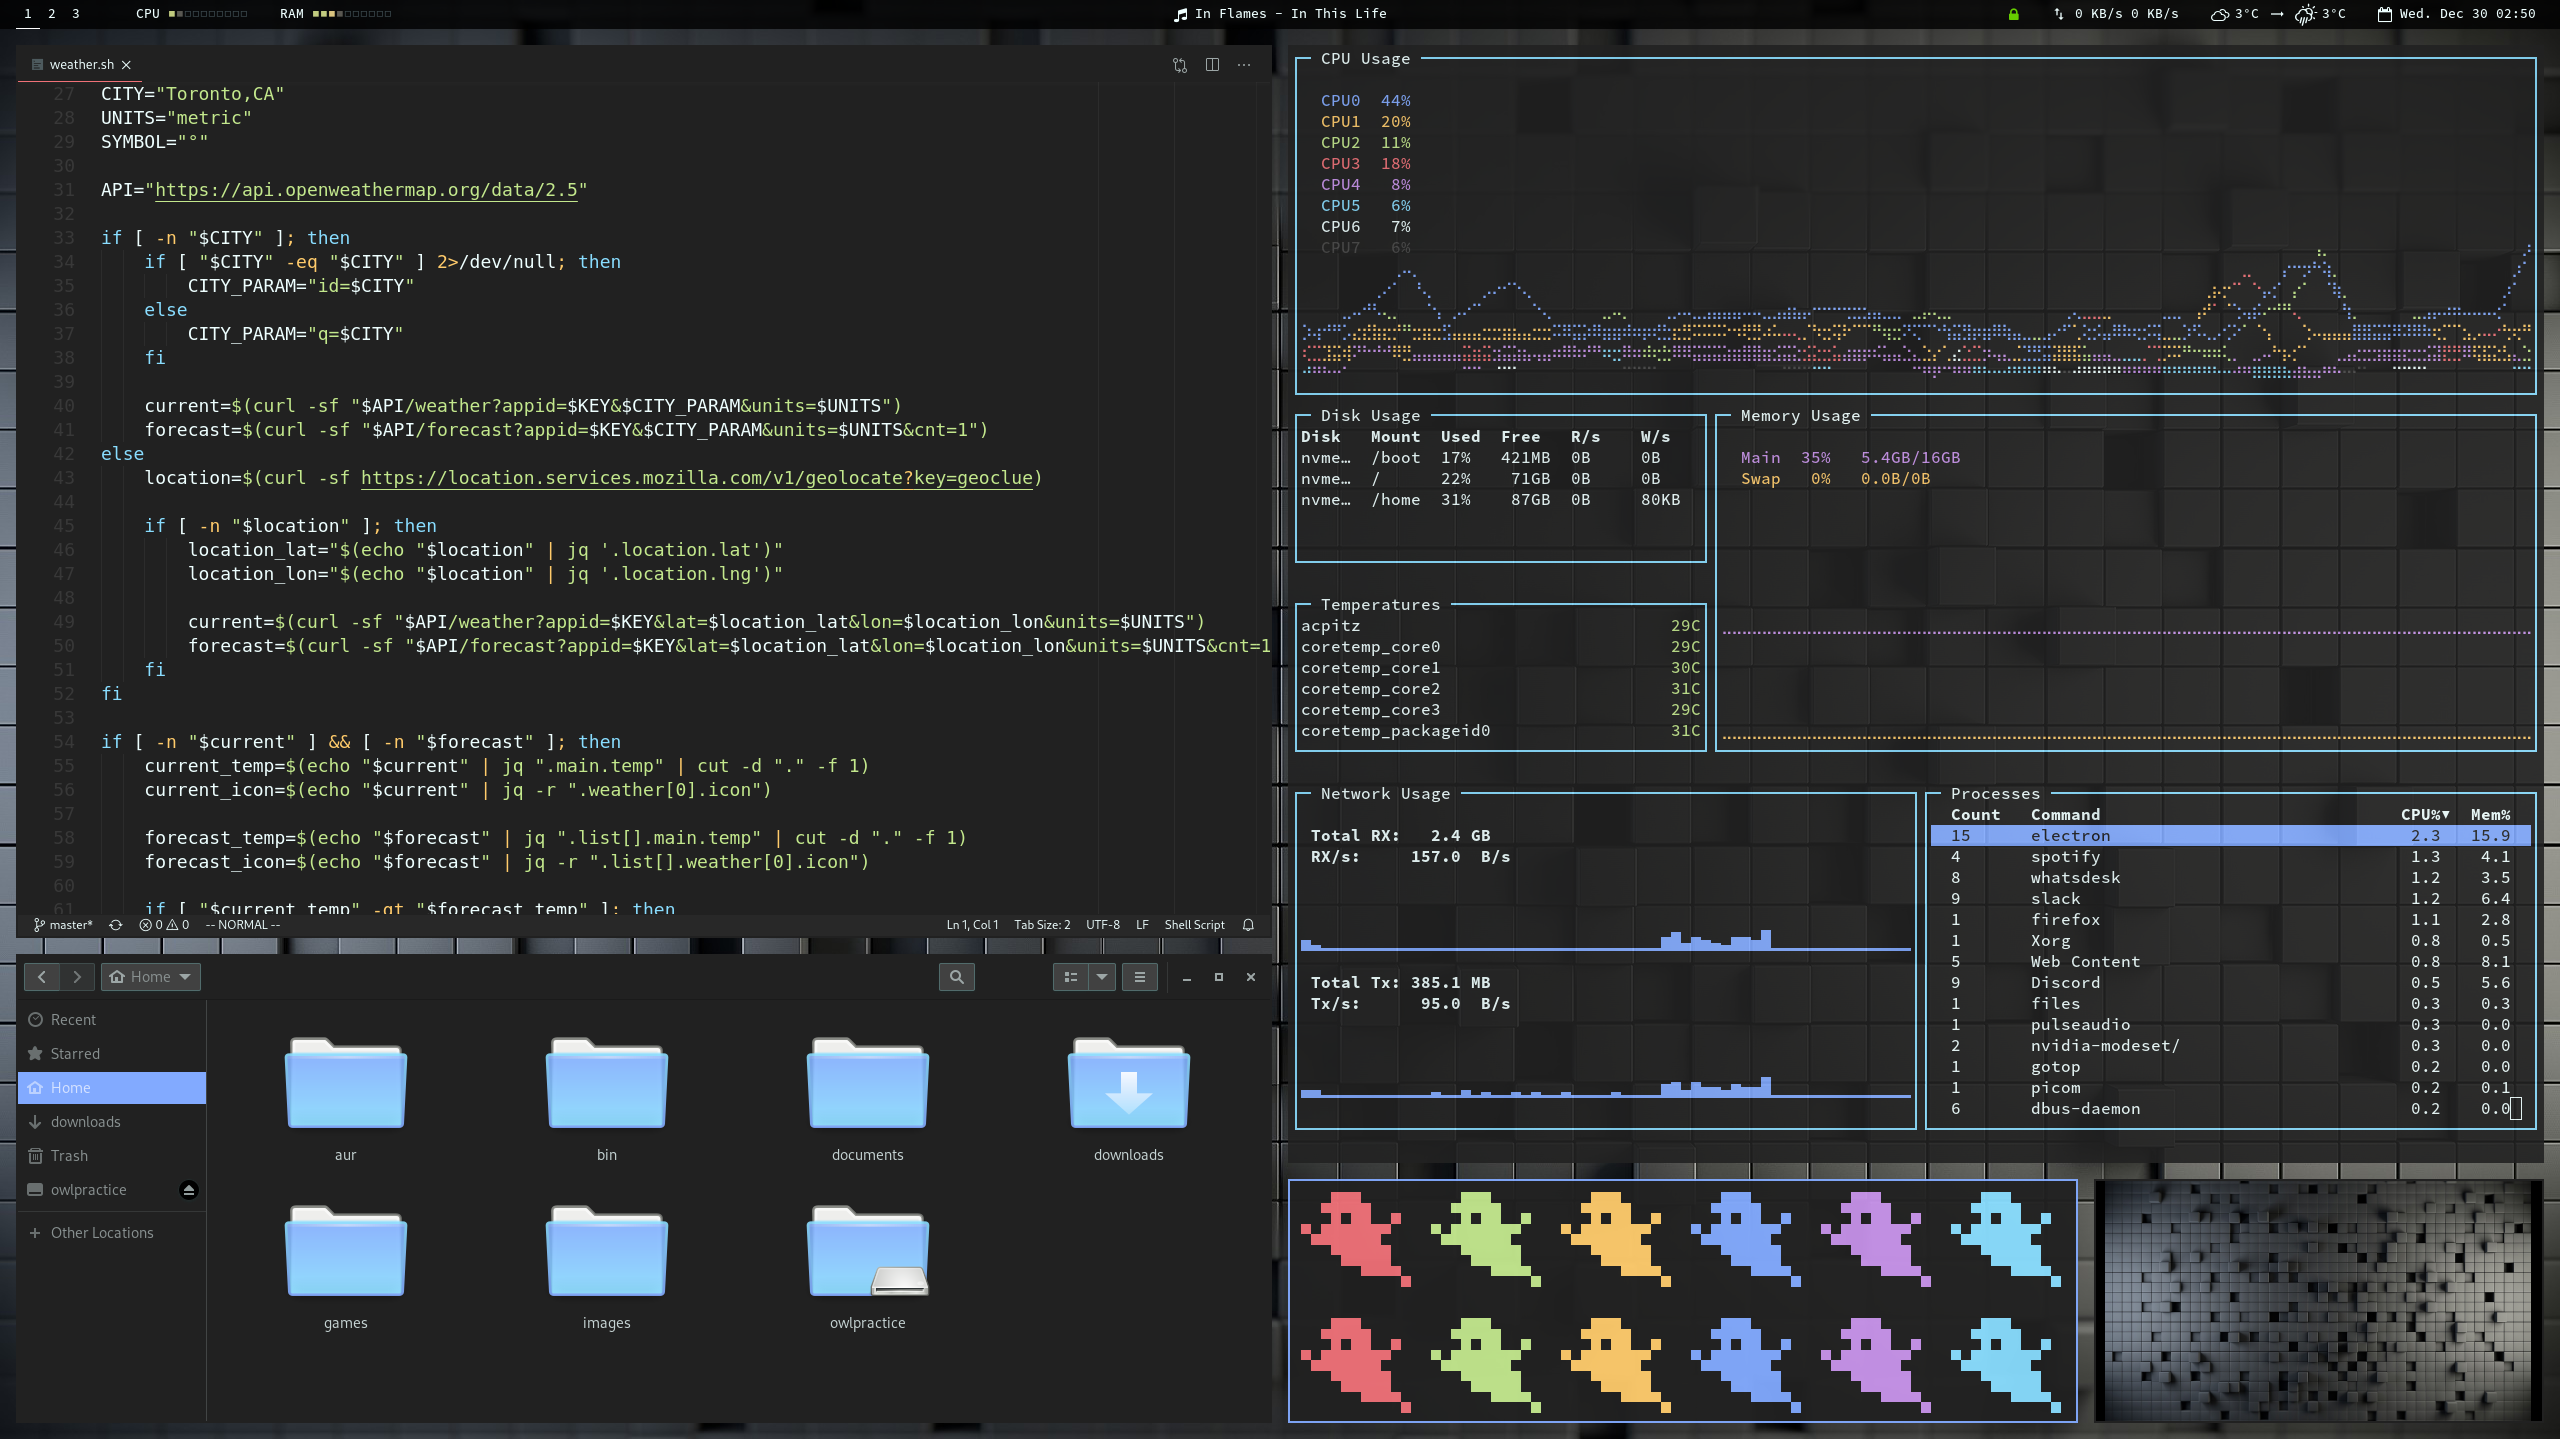 1 2 3 CPU RAM In Flames - In This Life 0 KB/s 0 KB/s 3°C → 3°C Wed. Dec 30 02:50
weather.sh
27 CITY="Toronto,CA"
28 UNITS="metric"
29 SYMBOL="°"
30
31 API="https://api.openweathermap.org/data/2.5"
32
33 if [ -n "$CITY" ]; then
34 if [ "$CITY" -eq "$CITY" ] 2>/dev/null; then
35 CITY_PARAM="id=$CITY"
36 else
37 CITY_PARAM="q=$CITY"
38 fi
39
40 current=$(curl -sf "$API/weather?appid=$KEY&$CITY_PARAM&units=$UNITS")
41 forecast=$(curl -sf "$API/forecast?appid=$KEY&$CITY_PARAM&units=$UNITS&cnt=1")
42 else
43 location=$(curl -sf https://location.services.mozilla.com/v1/geolocate?key=geoclue)
44
45 if [ -n "$location" ]; then
46 location_lat="$(echo "$location" | jq '.location.lat')"
47 location_lon="$(echo "$location" | jq '.location.lng')"
48
49 current=$(curl -sf "$API/weather?appid=$KEY&lat=$location_lat&lon=$location_lon&units=$UNITS")
50 forecast=$(curl -sf "$API/forecast?appid=$KEY&lat=$location_lat&lon=$location_lon&units=$UNITS&cnt=1
51 fi
52 fi
53
54 if [ -n "$current" ] && [ -n "$forecast" ]; then
55 current_temp=$(echo "$current" | jq ".main.temp" | cut -d "." -f 1)
56 current_icon=$(echo "$current" | jq -r ".weather[0].icon")
57
58 forecast_temp=$(echo "$forecast" | jq ".list[].main.temp" | cut -d "." -f 1)
59 forecast_icon=$(echo "$forecast" | jq -r ".list[].weather[0].icon")
60
61 if [ "$current_temp" -gt "$forecast_temp" ]; then
master* 0 0 -- NORMAL -- Ln 1, Col 1 Tab Size: 2 UTF-8 LF Shell Script
Home
Recent
Starred
Home
downloads
Trash
owlpractice
Other Locations
aur bin documents downloads
games images owlpractice
CPU Usage
CPU0 44%
CPU1 20%
CPU2 11%
CPU3 18%
CPU4 8%
CPU5 6%
CPU6 7%
CPU7 6%
Disk Usage
Disk Mount Used Free R/s W/s
nvme… /boot 17% 421MB 0B 0B
nvme… / 22% 71GB 0B 0B
nvme… /home 31% 87GB 0B 80KB
Memory Usage
Main 35% 5.4GB/16GB
Swap 0% 0.0B/0B
Temperatures
acpitz 29C
coretemp_core0 29C
coretemp_core1 30C
coretemp_core2 31C
coretemp_core3 29C
coretemp_packageid0 31C
Network Usage
Total RX: 2.4 GB
RX/s: 157.0 B/s
Total Tx: 385.1 MB
Tx/s: 95.0 B/s
Processes
Count Command CPU%▼ Mem%
15 electron 2.3 15.9
4 spotify 1.3 4.1
8 whatsdesk 1.2 3.5
9 slack 1.2 6.4
1 firefox 1.1 2.8
1 Xorg 0.8 0.5
5 Web Content 0.8 8.1
9 Discord 0.5 5.6
1 files 0.3 0.3
1 pulseaudio 0.3 0.0
2 nvidia-modeset/ 0.3 0.0
1 gotop 0.2 0.0
1 picom 0.2 0.1
6 dbus-daemon 0.2 0.0